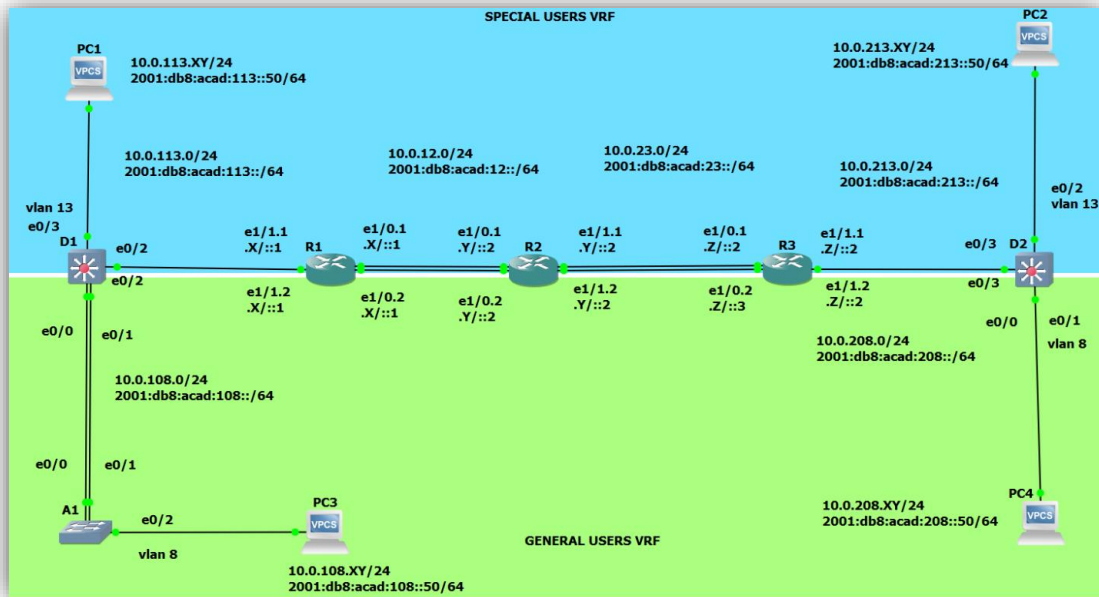 SPECIAL USERS VRF
PC1
VPCS
10.0.113.XY/24
2001:db8:acad:113::50/64
PC2
VPCS
10.0.213.XY/24
2001:db8:acad:213::50/64
10.0.113.0/24
2001:db8:acad:113::/64
10.0.12.0/24
2001:db8:acad:12::/64
10.0.23.0/24
2001:db8:acad:23::/64
10.0.213.0/24
2001:db8:acad:213::/64
e0/2
vlan 13
vlan 13
e0/3
D1
e0/2
e0/2
e1/1.1
.X/::1
R1
e0/1.1
.X/::1
e0/1.1
.Y/::2
R2
e1/1.1
.Y/::2
e0/1.1
.Z/::2
R3
e1/1.1
.Z/::2
e0/3
D2
e0/3
e1/1.2
.X/::1
e0/1.2
.X/::1
e1/0.2
.Y/::2
e1/1.2
.Y/::2
e1/0.2
.Z/::3
e1/1.2
.Z/::2
e0/0
e0/1
e0/0
e0/1
vlan 8
10.0.208.0/24
2001:db8:acad:208::/64
10.0.108.0/24
2001:db8:acad:108::/64
e0/0
e0/1
A1
e0/2
vlan 8
PC3
VPCS
10.0.108.XY/24
2001:db8:acad:108::50/64
GENERAL USERS VRF
10.0.208.XY/24
2001:db8:acad:208::50/64
PC4
VPCS